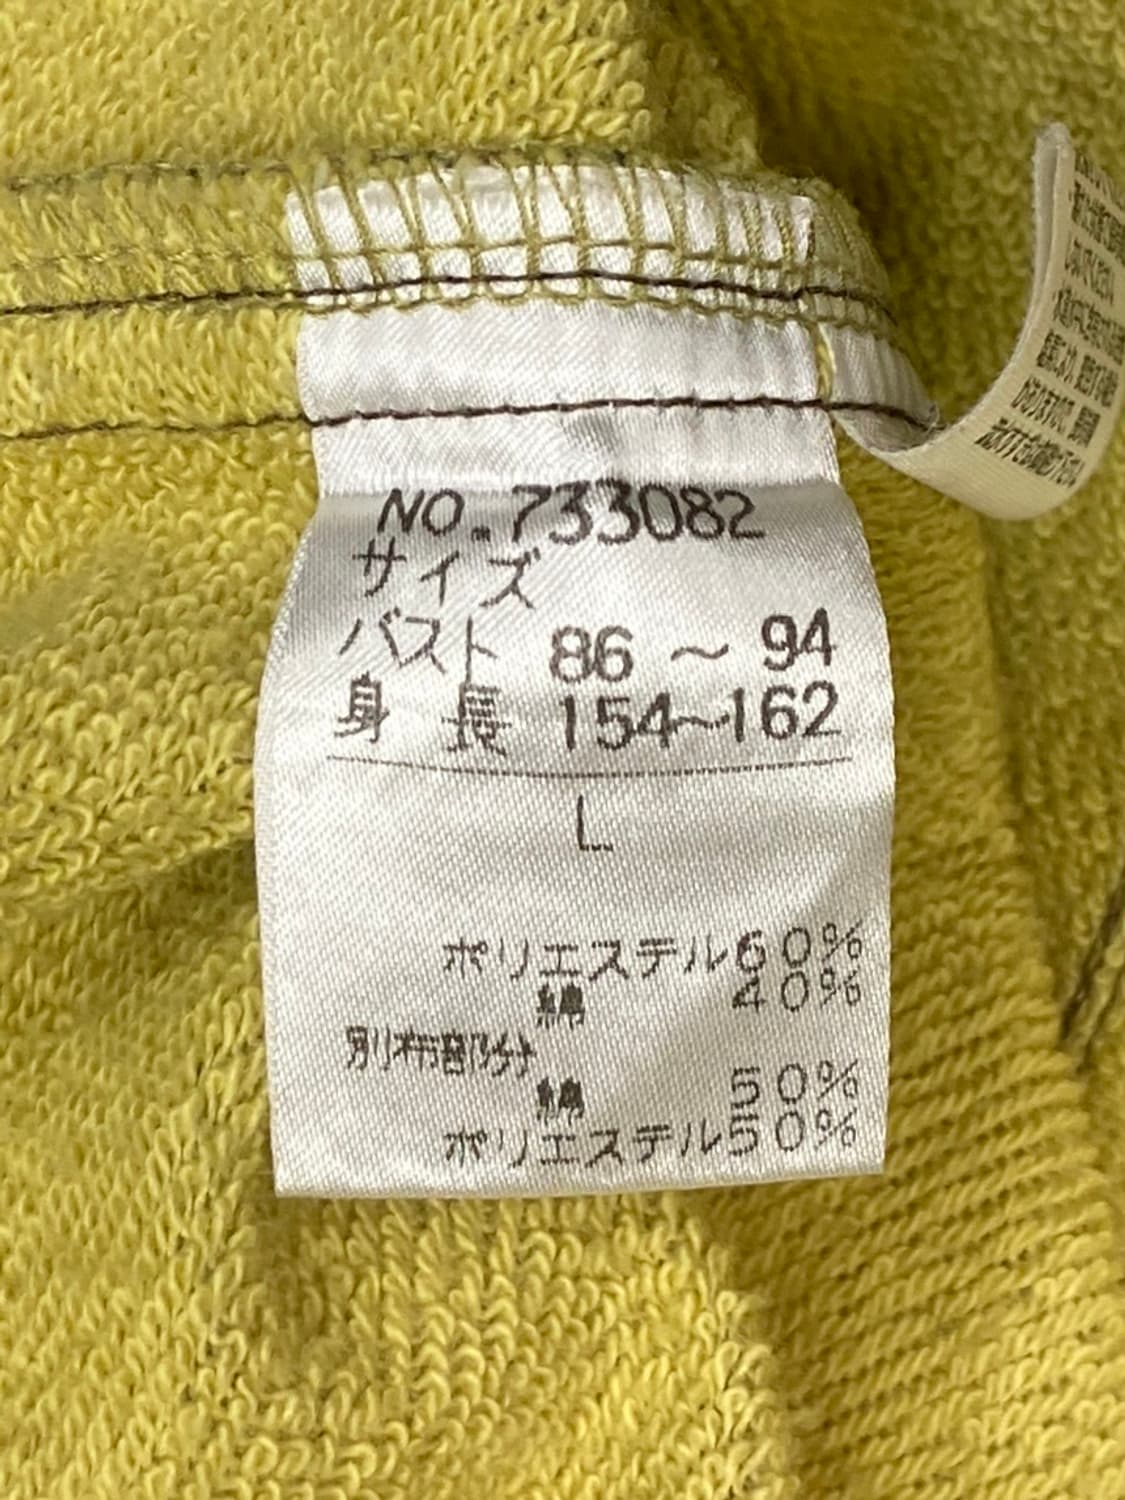 NO.733082
サイズ
バスト 86 〜 94
身 長 154〜162
L
ポリエステル60%
綿 40%
別布部分
綿 50%
ポリエステル50%